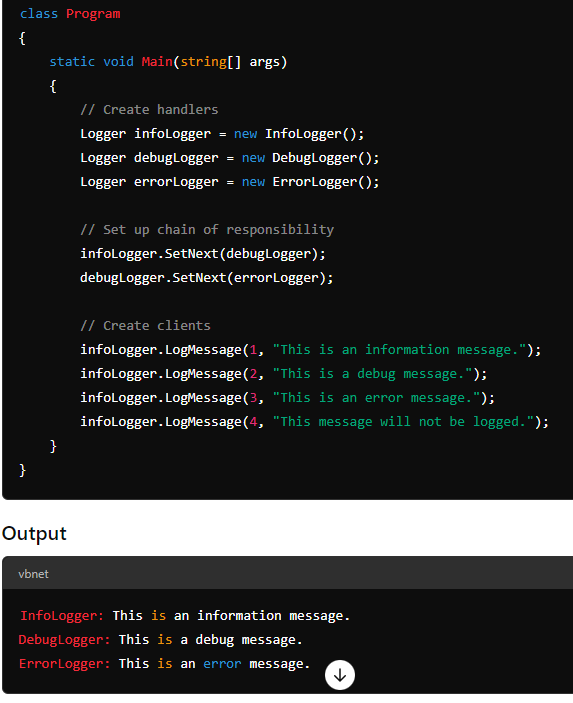 class Program
{
    static void Main(string[] args)
    {
        // Create handlers
        Logger infoLogger = new InfoLogger();
        Logger debugLogger = new DebugLogger();
        Logger errorLogger = new ErrorLogger();

        // Set up chain of responsibility
        infoLogger.SetNext(debugLogger);
        debugLogger.SetNext(errorLogger);

        // Create clients
        infoLogger.LogMessage(1, "This is an information message.");
        infoLogger.LogMessage(2, "This is a debug message.");
        infoLogger.LogMessage(3, "This is an error message.");
        infoLogger.LogMessage(4, "This message will not be logged.");
    }
}
Output
vbnet
InfoLogger: This is an information message.
DebugLogger: This is a debug message.
ErrorLogger: This is an error message.